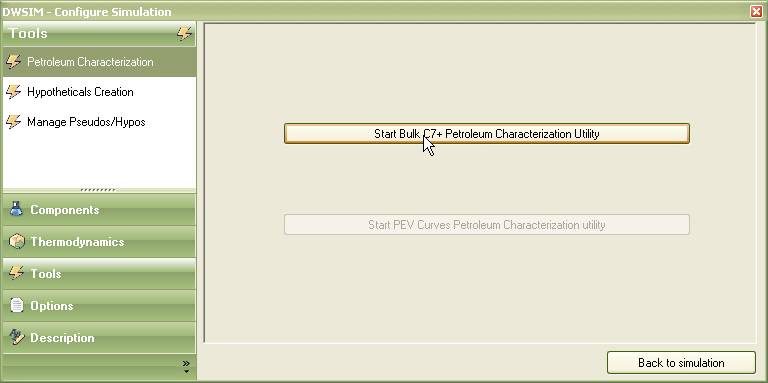 DWSIM - Configure Simulation
Tools
Petroleum Characterization
Hypotheticals Creation
Manage Pseudos/Hypos
Components
Thermodynamics
Tools
Options
Description
Start Bulk C7+ Petroleum Characterization Utility
Start PEV Curves Petroleum Characterization utility
Back to simulation